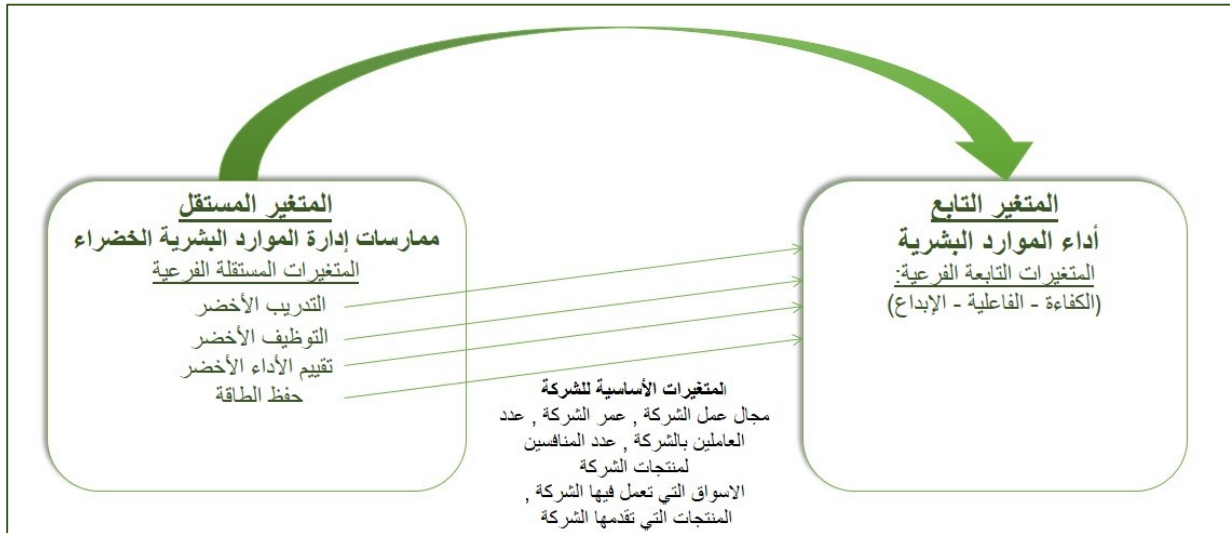 المتغير المستقل
ممارسات إدارة الموارد البشرية الخضراء
المتغيرات المستقلة الفرعية
التدريب الأخضر
التوظيف الأخضر
تقييم الأداء الأخضر
حفظ الطاقة
المتغير التابع
أداء الموارد البشرية
المتغيرات التابعة الفرعية:
(الكفاءة - الفاعلية - الإبداع)
المتغيرات الأساسية للشركة
مجال عمل الشركة , عمر الشركة , عدد
العاملين بالشركة , عدد المنافسين
لمنتجات الشركة
الاسواق التي تعمل فيها الشركة ,
المنتجات التي تقدمها الشركة